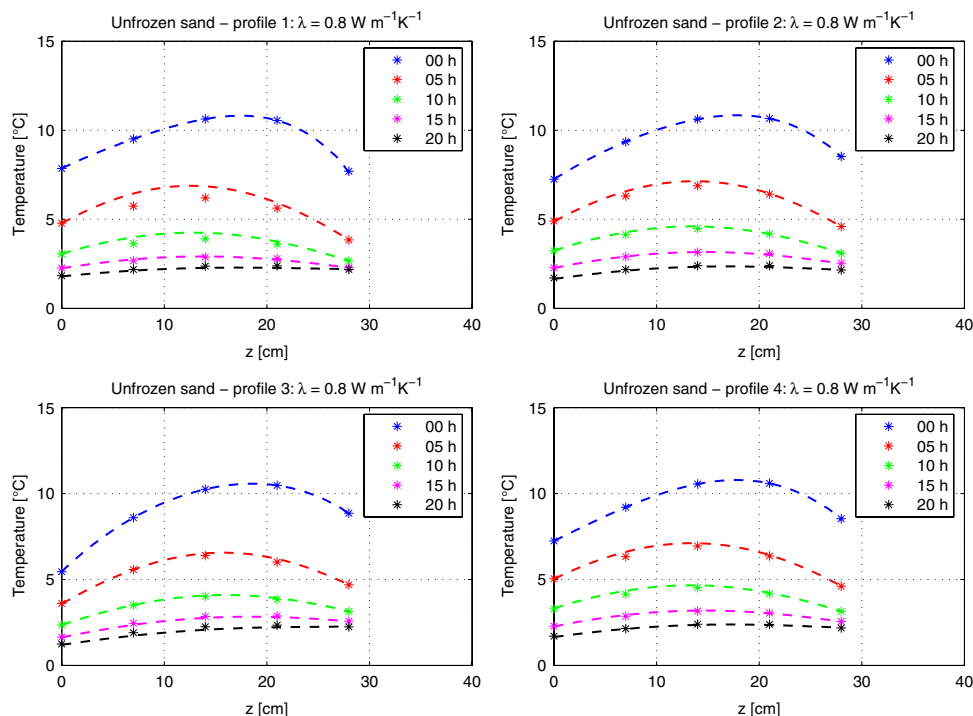 Unfrozen sand − profile 1: λ = 0.8 W m⁻¹K⁻¹
15
10
5
0
Temperature [°C]
00 h
05 h
10 h
15 h
20 h
0 10 20 30 40
z [cm]
Unfrozen sand − profile 2: λ = 0.8 W m⁻¹K⁻¹
15
10
5
0
Temperature [°C]
00 h
05 h
10 h
15 h
20 h
0 10 20 30 40
z [cm]
Unfrozen sand − profile 3: λ = 0.8 W m⁻¹K⁻¹
15
10
5
0
Temperature [°C]
00 h
05 h
10 h
15 h
20 h
0 10 20 30 40
z [cm]
Unfrozen sand − profile 4: λ = 0.8 W m⁻¹K⁻¹
15
10
5
0
Temperature [°C]
00 h
05 h
10 h
15 h
20 h
0 10 20 30 40
z [cm]